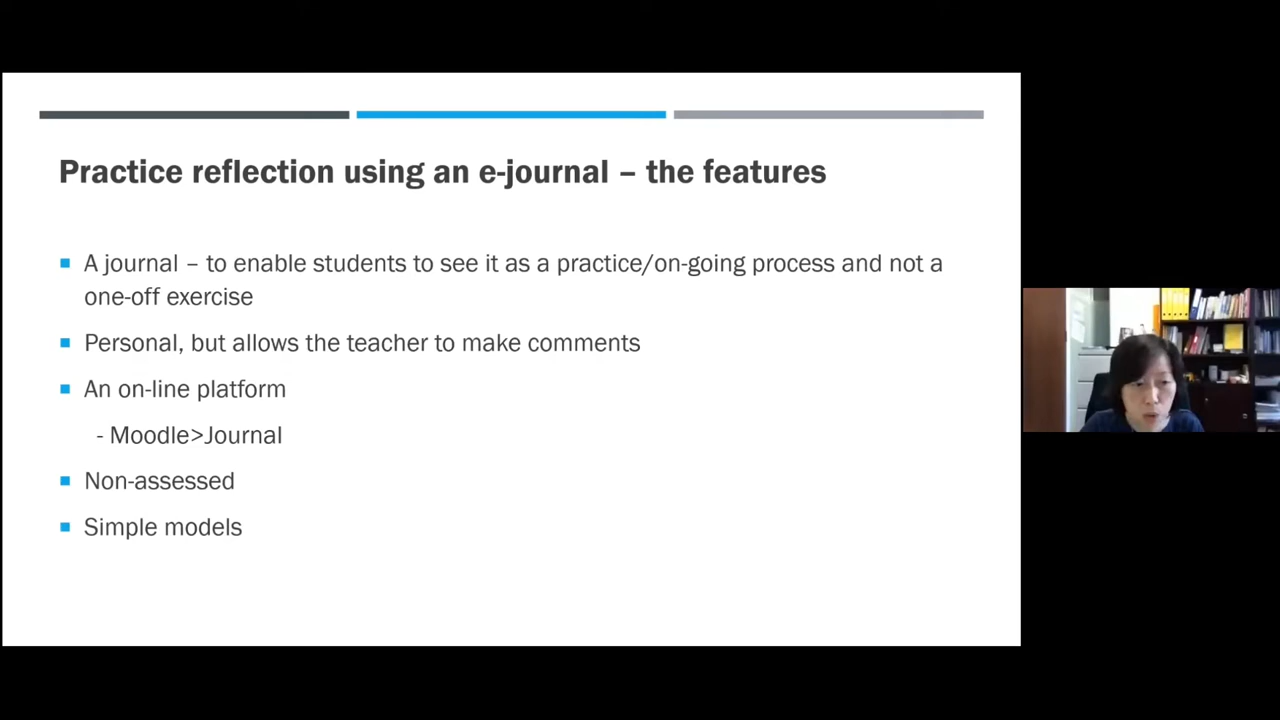 Practice reflection using an e-journal – the features
A journal – to enable students to see it as a practice/on-going process and not a
one-off exercise
Personal, but allows the teacher to make comments
An on-line platform
- Moodle>Journal
Non-assessed
Simple models